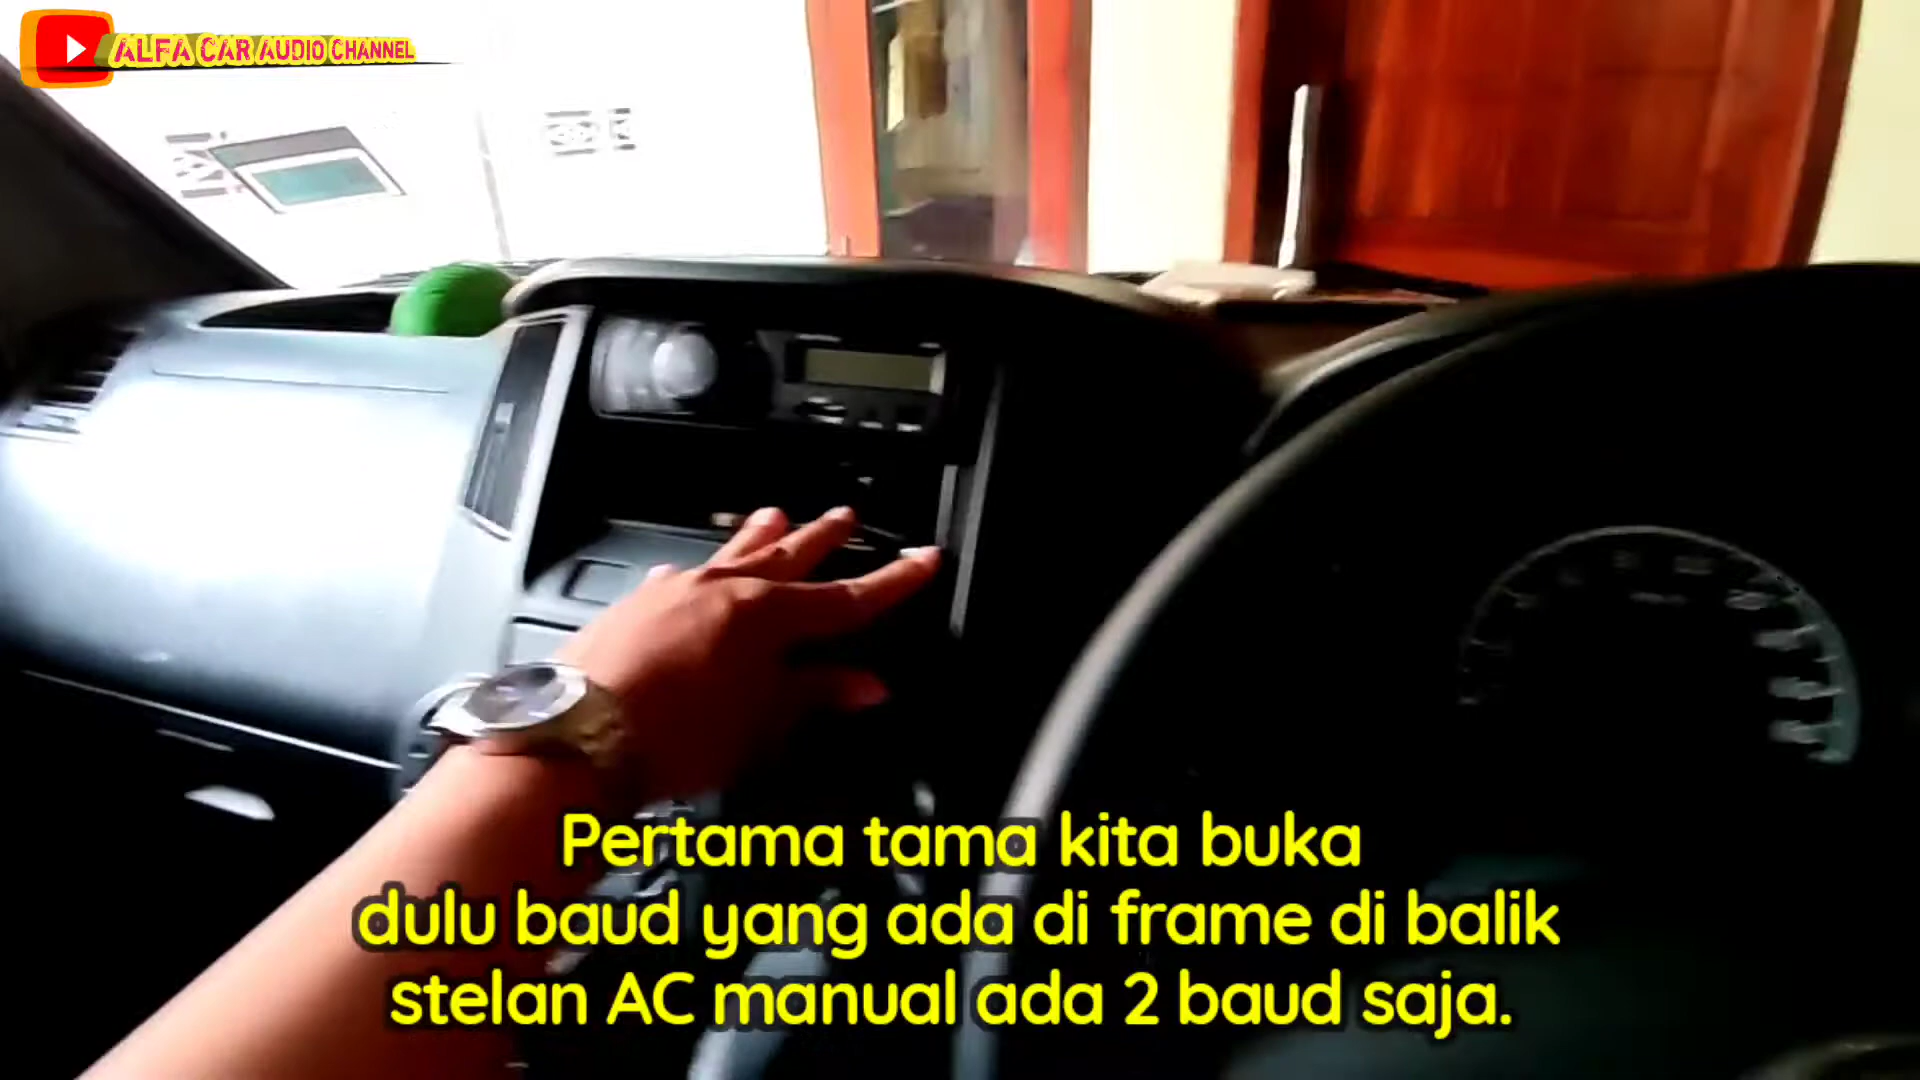 ALFA CAR AUDIO CHANNEL
Pertama tama kita buka
dulu baud yang ada di frame di balik
stelan AC manual ada 2 baud saja.